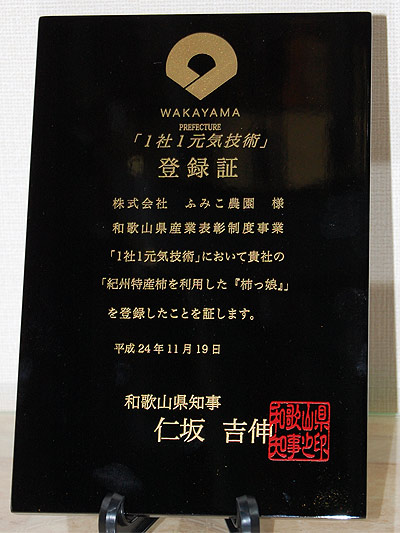 WAKAYAMA
PREFECTURE
「1社1元気技術」
登録証
株式会社 ふみこ農園 様
和歌山県産業表彰制度事業
「1社1元気技術」において貴社の
「紀州特産柿を利用した『柿っ娘』」
を登録したことを証します。
平成24年11月19日
和歌山県知事
仁坂 吉伸
和歌山県
知事之印